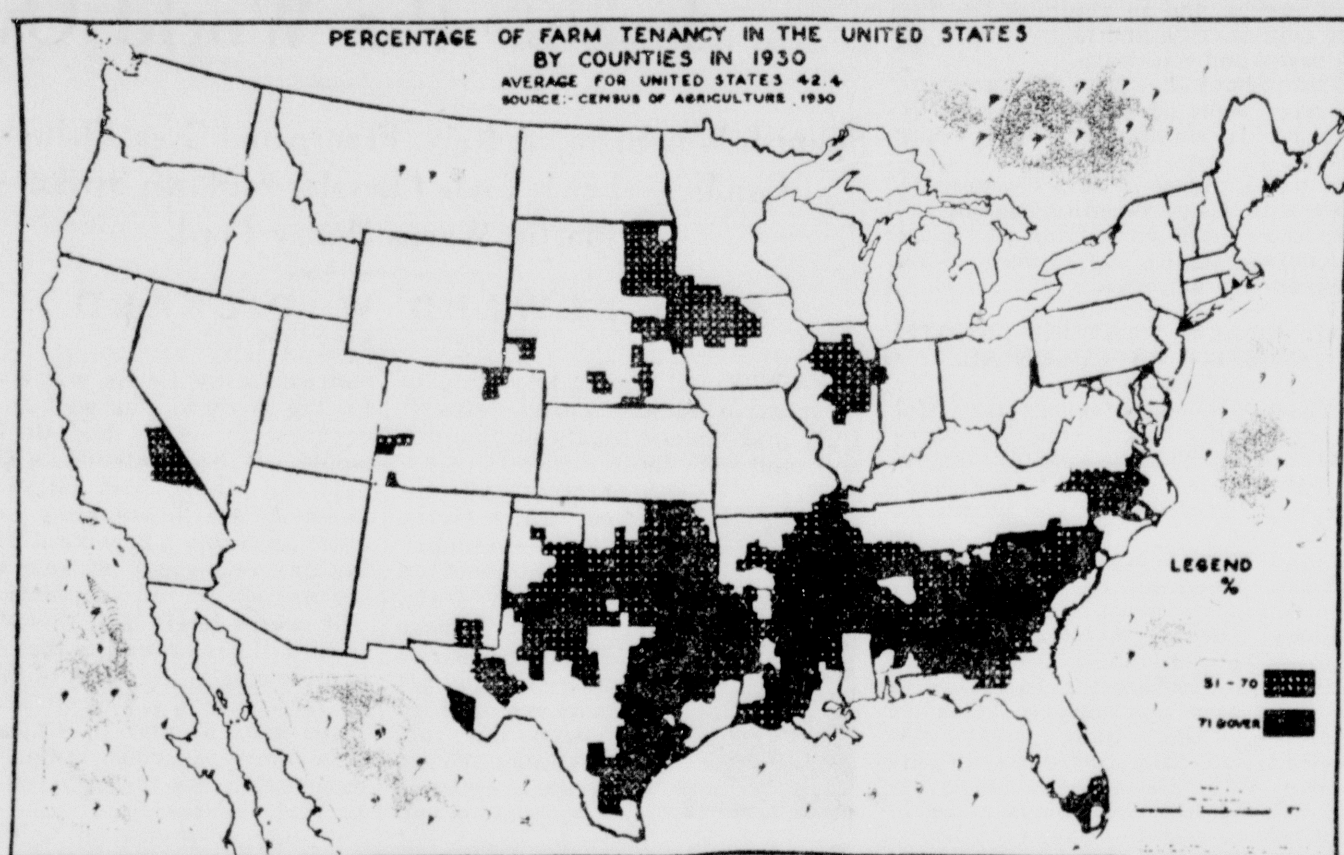 PERCENTAGE OF FARM TENANCY IN THE UNITED STATES
BY COUNTIES IN 1930
AVERAGE FOR UNITED STATES 42.4
SOURCE:- CENSUS OF AGRICULTURE, 1930
LEGEND
%
51 - 70
71 & OVER